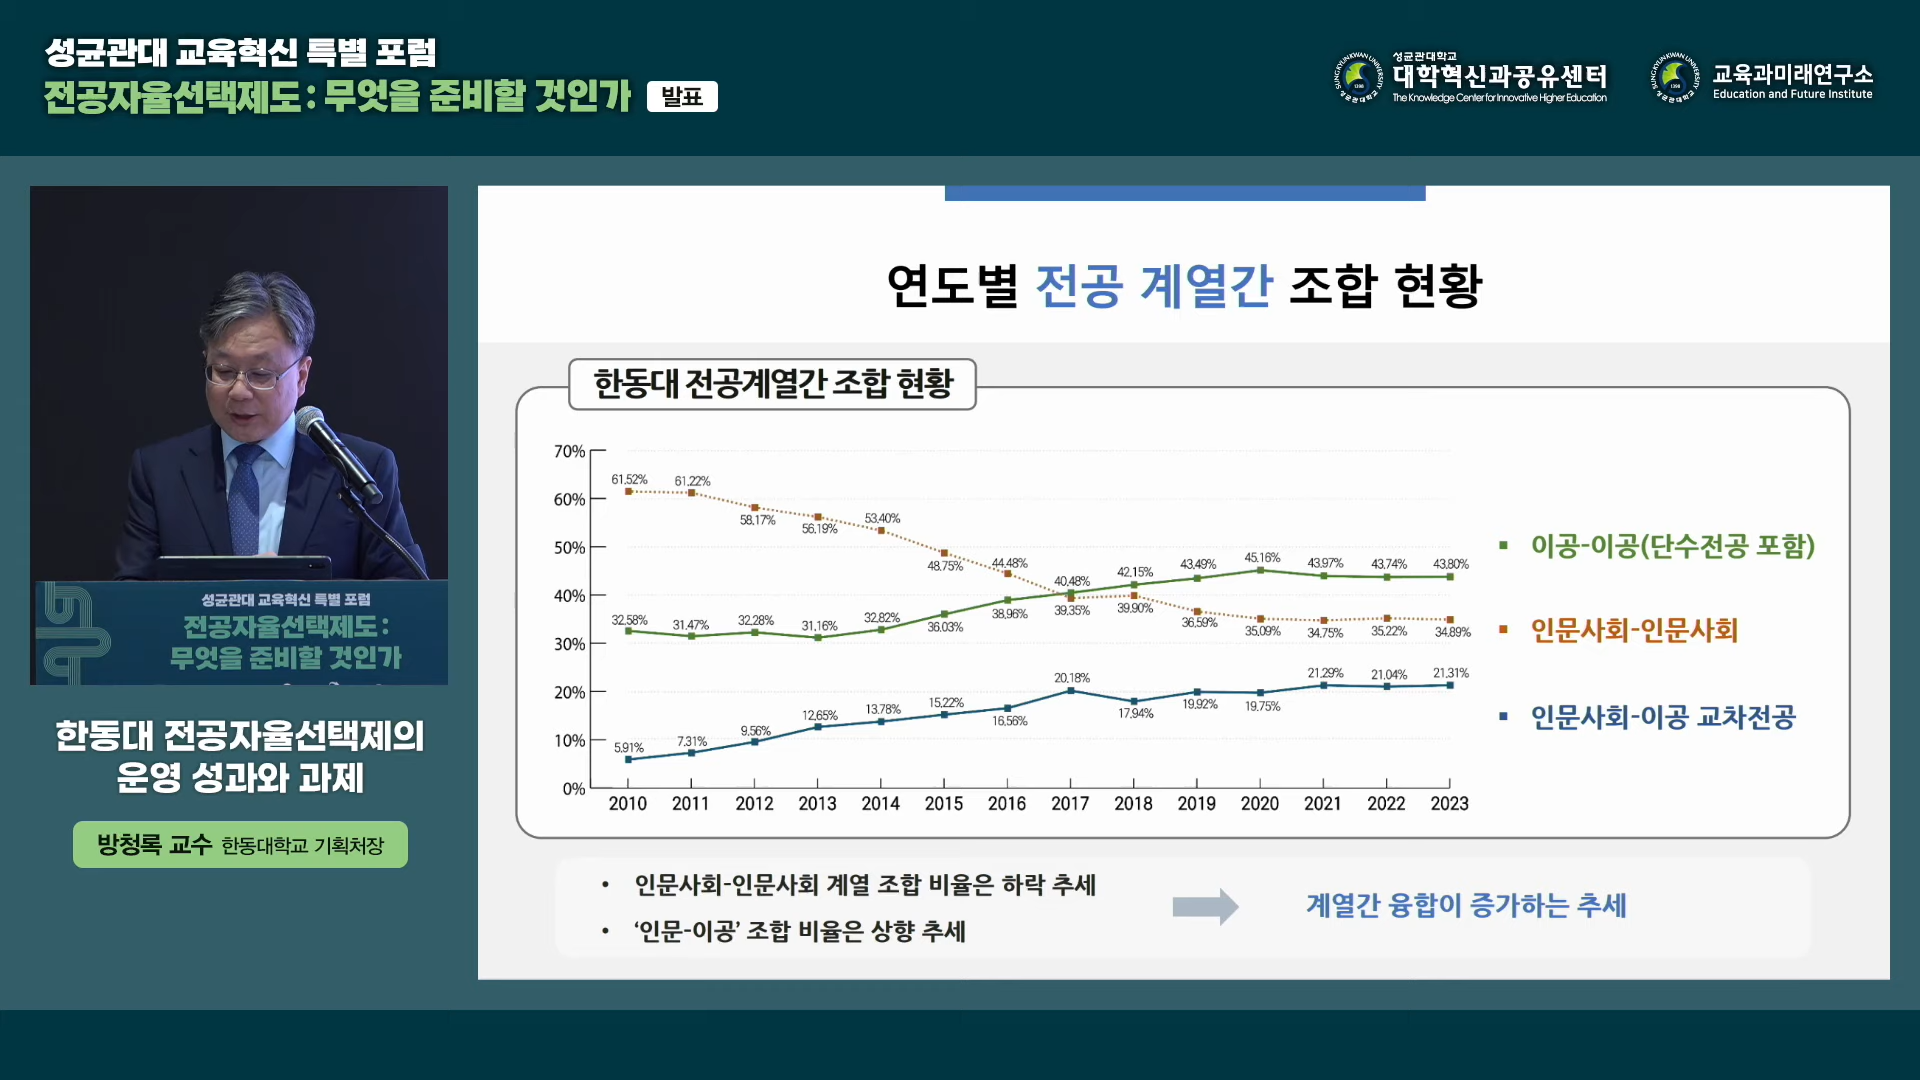 성균관대 교육혁신 특별 포럼
전공자율선택제도 : 무엇을 준비할 것인가 발표
성균관대학교
대학혁신과공유센터
The Knowledge Center for Innovative Higher Education
교육과미래연구소
Education and Future Institute
성균관대 교육혁신 특별 포럼
전공자율선택제도 :
무엇을 준비할 것인가
한동대 전공자율선택제의
운영 성과와 과제
방청록 교수 한동대학교 기획처장
연도별 전공 계열간 조합 현황
한동대 전공계열간 조합 현황
70%
60%
50%
40%
30%
20%
10%
0%
61.52% 61.22% 58.17% 56.19% 53.40% 48.75% 44.48% 39.35% 39.90% 36.59% 35.09% 34.75% 35.22% 34.89%
32.58% 31.47% 32.28% 31.16% 32.82% 36.03% 38.96% 40.48% 42.15% 43.49% 45.16% 43.97% 43.74% 43.80%
5.91% 7.31% 9.56% 12.65% 13.78% 15.22% 16.56% 20.18% 17.94% 19.92% 19.75% 21.29% 21.04% 21.31%
2010 2011 2012 2013 2014 2015 2016 2017 2018 2019 2020 2021 2022 2023
이공-이공(단수전공 포함)
인문사회-인문사회
인문사회-이공 교차전공
• 인문사회-인문사회 계열 조합 비율은 하락 추세
• ‘인문-이공’ 조합 비율은 상향 추세
계열간 융합이 증가하는 추세